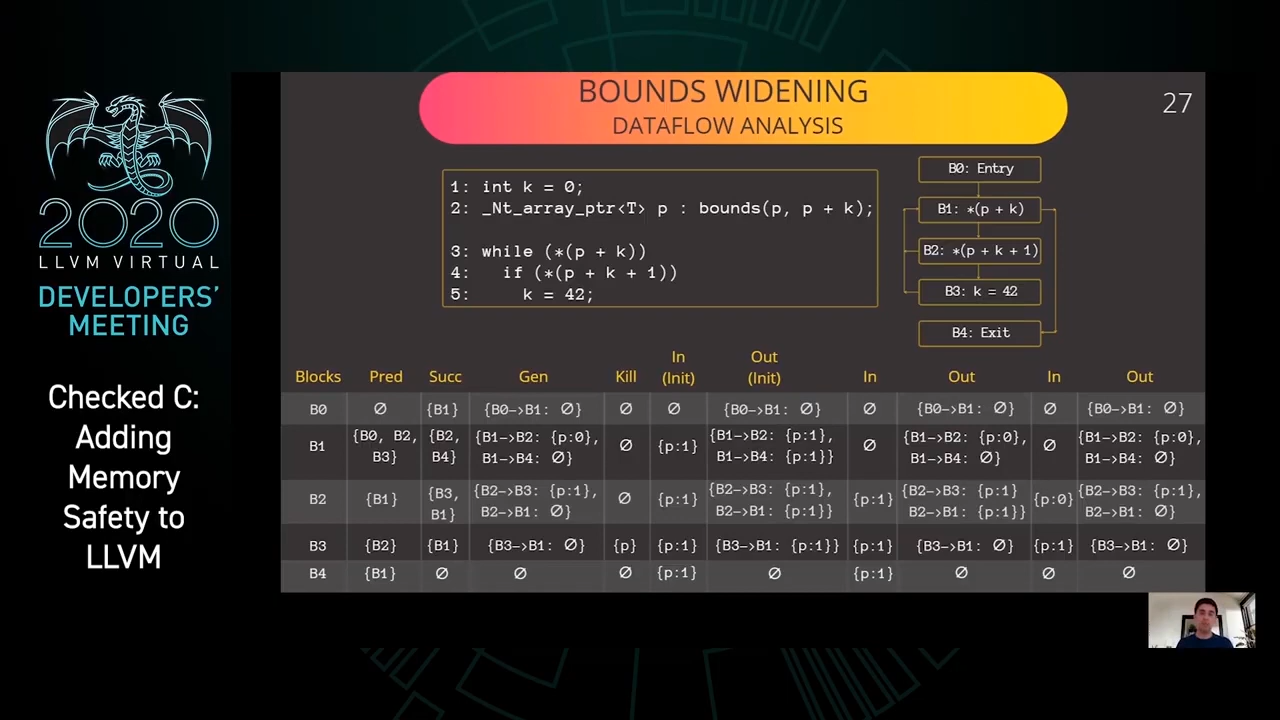 2020
LLVM VIRTUAL
DEVELOPERS'
MEETING
Checked C:
Adding
Memory
Safety to
LLVM
BOUNDS WIDENING
DATAFLOW ANALYSIS
27
1: int k = 0;
2: _Nt_array_ptr<T> p : bounds(p, p + k);
3: while (*(p + k))
4: if (*(p + k + 1))
5: k = 42;
B0: Entry
B1: *(p + k)
B2: *(p + k + 1)
B3: k = 42
B4: Exit
Blocks Pred Succ Gen Kill In (Init) Out (Init) In Out In Out
B0 ∅ {B1} {B0->B1: ∅} ∅ ∅ {B0->B1: ∅} ∅ {B0->B1: ∅} ∅ {B0->B1: ∅}
B1 {B0, B2, B3} {B2, B4} {B1->B2: {p:0}, B1->B4: ∅} ∅ {p:1} {B1->B2: {p:1}, B1->B4: {p:1}} ∅ {B1->B2: {p:0}, B1->B4: ∅} ∅ {B1->B2: {p:0}, B1->B4: ∅}
B2 {B1} {B3, B1} {B2->B3: {p:1}, B2->B1: ∅} ∅ {p:1} {B2->B3: {p:1}, B2->B1: {p:1}} {p:1} {B2->B3: {p:1} B2->B1: {p:1}} {p:0} {B2->B3: {p:1}, B2->B1: ∅}
B3 {B2} {B1} {B3->B1: ∅} {p} {p:1} {B3->B1: {p:1}} {p:1} {B3->B1: ∅} {p:1} {B3->B1: ∅}
B4 {B1} ∅ ∅ ∅ {p:1} ∅ {p:1} ∅ ∅ ∅